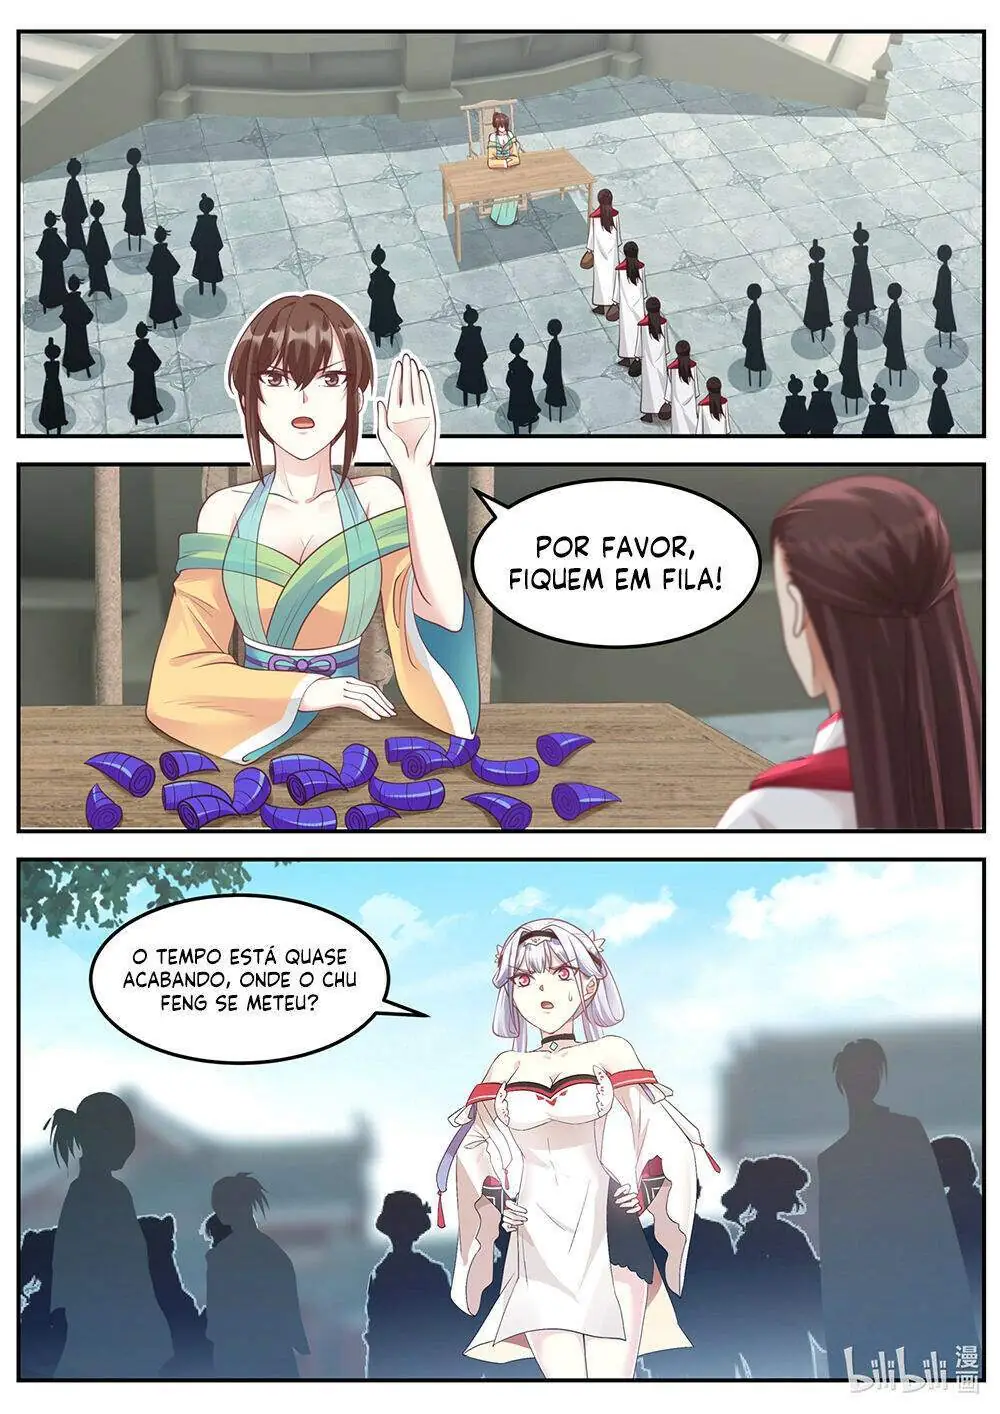 POR FAVOR,
FIQUEM EM FILA!
O TEMPO ESTÁ QUASE
ACABANDO, ONDE O CHU
FENG SE METEU?
bilibili 漫画